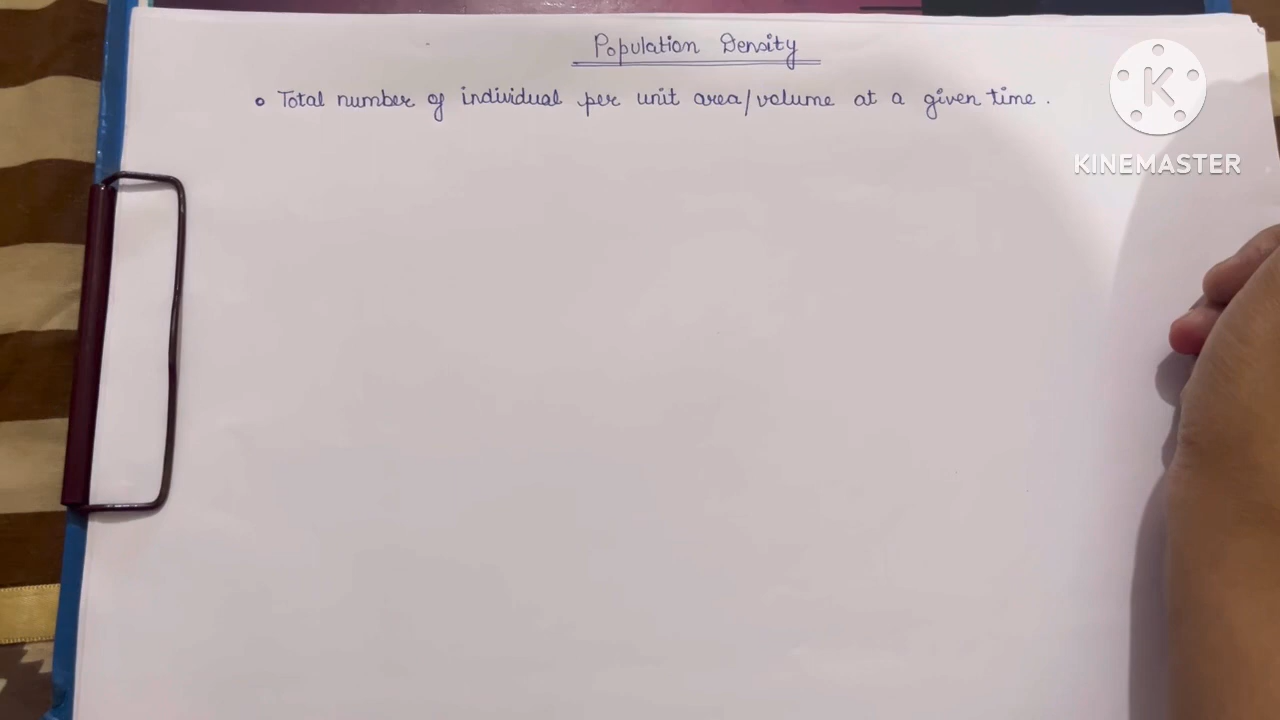 Population Density
• Total number of individual per unit area/volume at a given time.
K
KINEMASTER